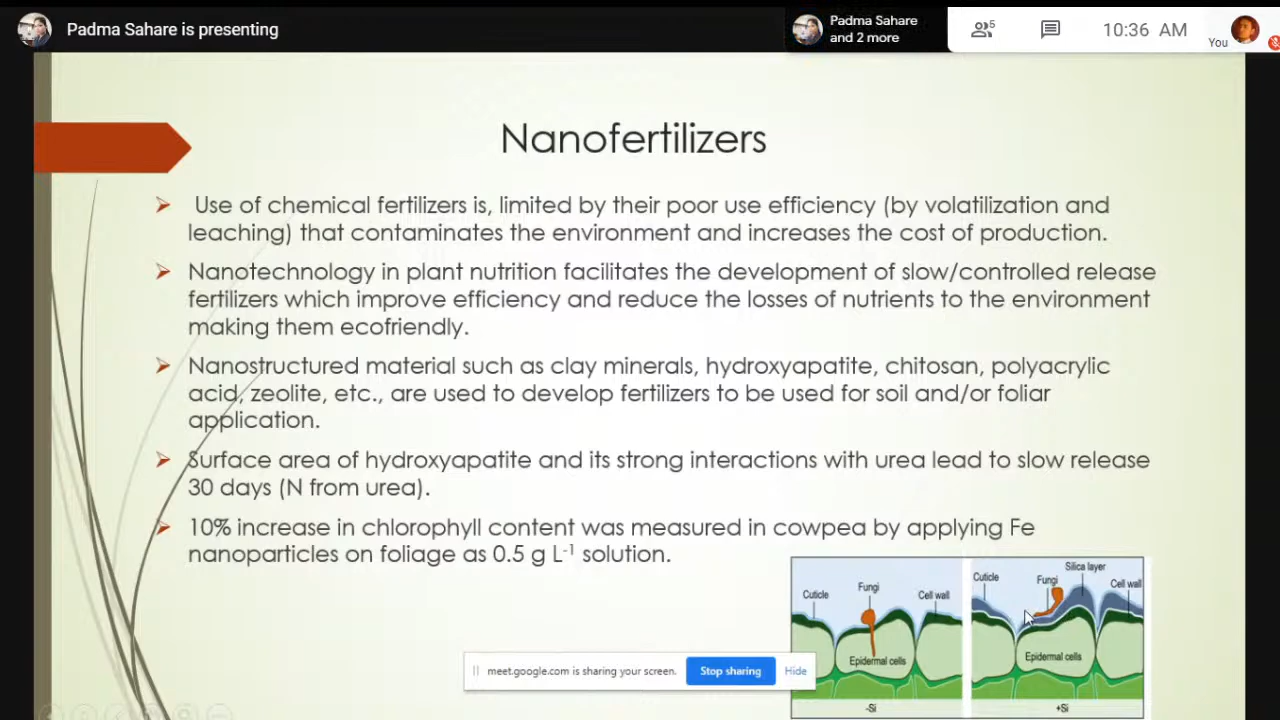 Padma Sahare is presenting
Padma Sahare
and 2 more
5
10:36 AM
You
Nanofertilizers
Use of chemical fertilizers is, limited by their poor use efficiency (by volatilization and
leaching) that contaminates the environment and increases the cost of production.
Nanotechnology in plant nutrition facilitates the development of slow/controlled release
fertilizers which improve efficiency and reduce the losses of nutrients to the environment
making them ecofriendly.
Nanostructured material such as clay minerals, hydroxyapatite, chitosan, polyacrylic
acid, zeolite, etc., are used to develop fertilizers to be used for soil and/or foliar
application.
Surface area of hydroxyapatite and its strong interactions with urea lead to slow release
30 days (N from urea).
10% increase in chlorophyll content was measured in cowpea by applying Fe
nanoparticles on foliage as 0.5 g L⁻¹ solution.
Cuticle
Fungi
Cell wall
Epidermal cells
-Si
Cuticle
Fungi
Silica layer
Cell wall
Epidermal cells
+Si
meet.google.com is sharing your screen.
Stop sharing
Hide